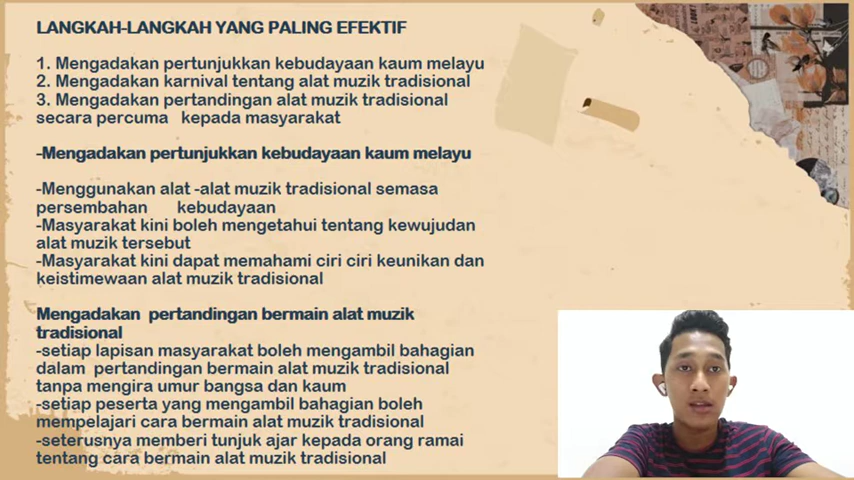 LANGKAH-LANGKAH YANG PALING EFEKTIF
1. Mengadakan pertunjukkan kebudayaan kaum melayu
2. Mengadakan karnival tentang alat muzik tradisional
3. Mengadakan pertandingan alat muzik tradisional
secara percuma kepada masyarakat
-Mengadakan pertunjukkan kebudayaan kaum melayu
-Menggunakan alat -alat muzik tradisional semasa
persembahan kebudayaan
-Masyarakat kini boleh mengetahui tentang kewujudan
alat muzik tersebut
-Masyarakat kini dapat memahami ciri ciri keunikan dan
keistimewaan alat muzik tradisional
Mengadakan pertandingan bermain alat muzik
tradisional
-setiap lapisan masyarakat boleh mengambil bahagian
dalam pertandingan bermain alat muzik tradisional
tanpa mengira umur bangsa dan kaum
-setiap peserta yang mengambil bahagian boleh
mempelajari cara bermain alat muzik tradisional
-seterusnya memberi tunjuk ajar kepada orang ramai
tentang cara bermain alat muzik tradisional